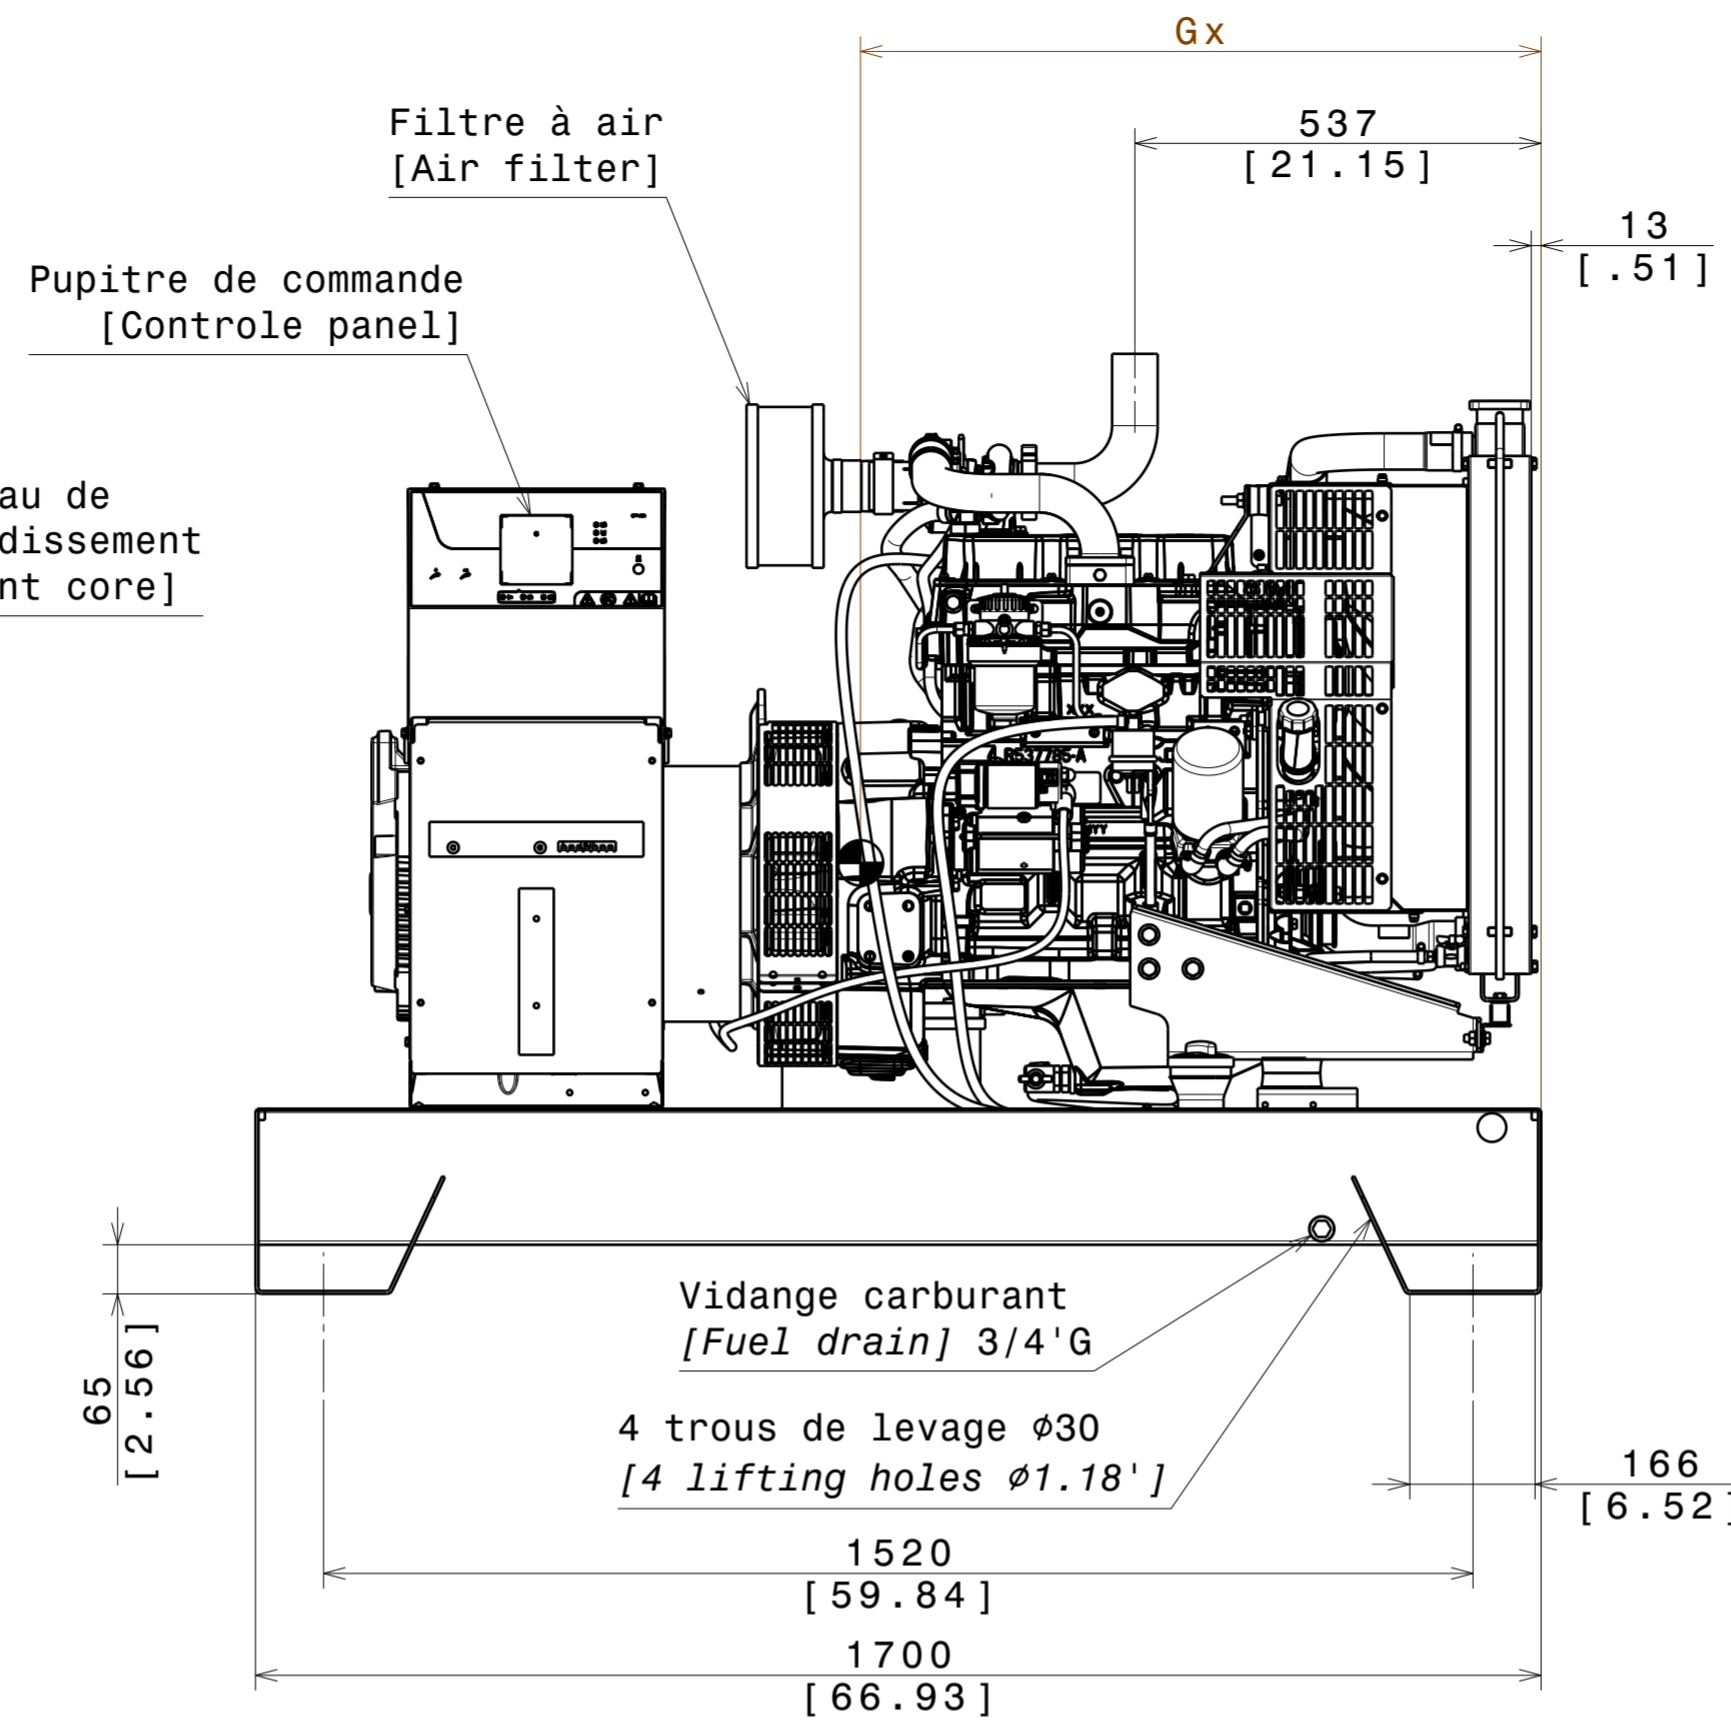 Gx
537
[21.15]
13
[.51]
Filtre à air
[Air filter]
Pupitre de commande
[Controle panel]
au de
dissement
nt core]
R537785-A
Vidange carburant
[Fuel drain] 3/4'G
4 trous de levage ⌀30
[4 lifting holes ⌀1.18']
65
[2.56]
166
[6.52]
1520
[59.84]
1700
[66.93]